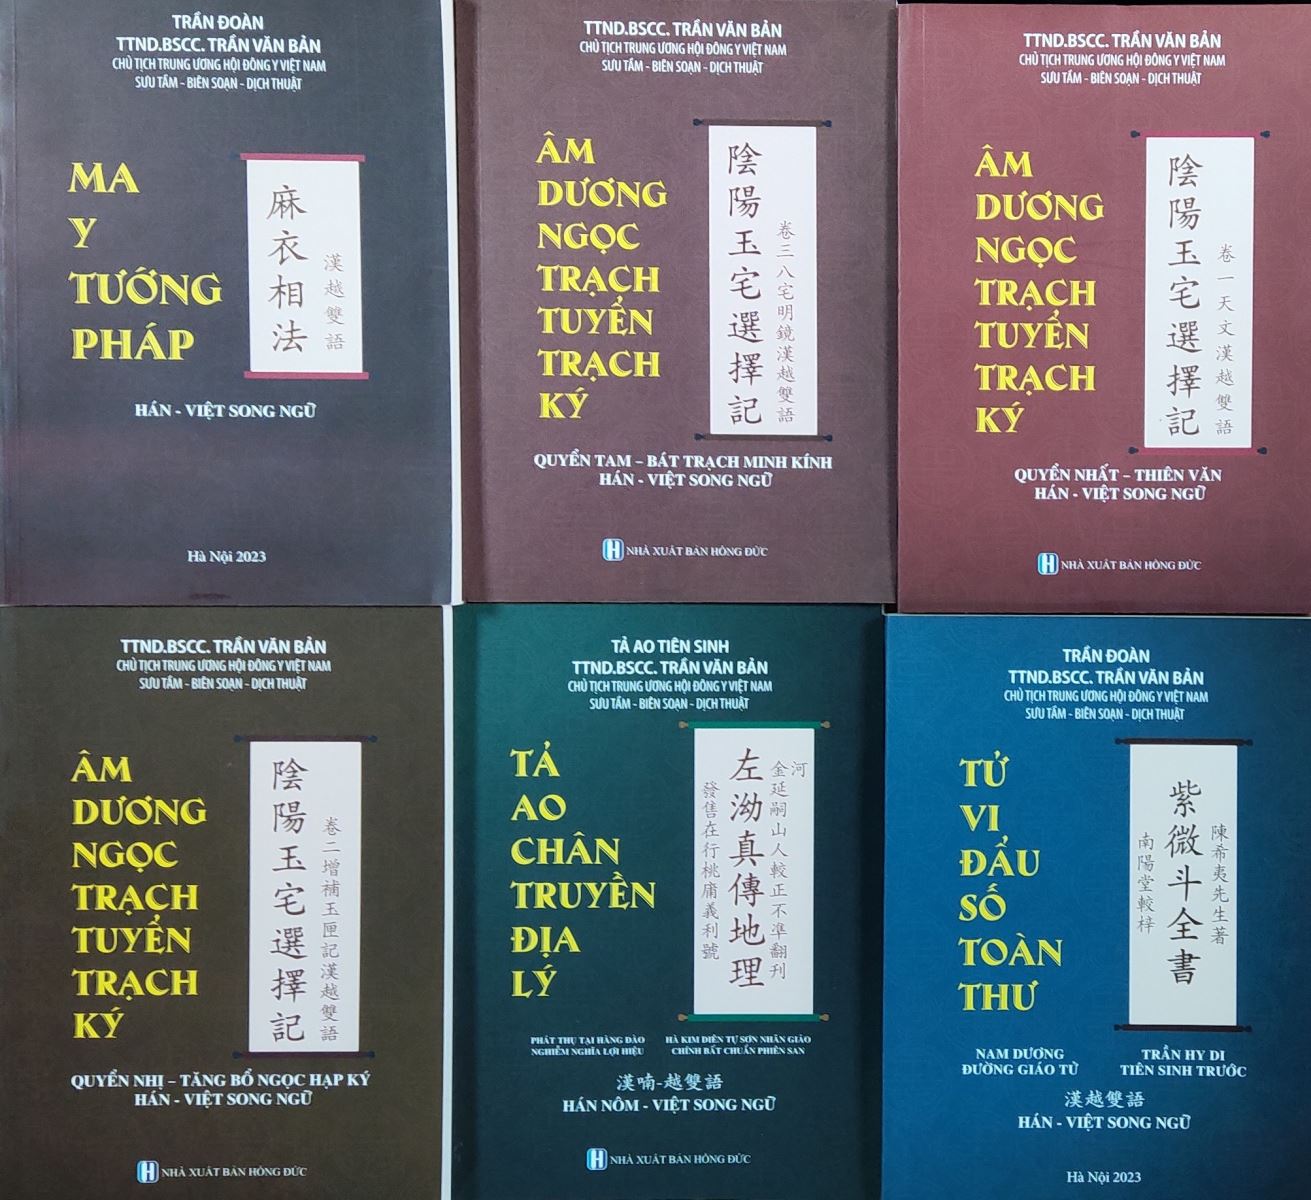 TRẦN ĐOÀN
TTND.BSCC. TRẦN VĂN BẢN
CHỦ TỊCH TRUNG ƯƠNG HỘI ĐÔNG Y VIỆT NAM
SƯU TẦM - BIÊN SOẠN - DỊCH THUẬT
MA
Y
TƯỚNG
PHÁP
麻衣相法
漢越雙語
HÁN - VIỆT SONG NGỮ
Hà Nội 2023
TTND.BSCC. TRẦN VĂN BẢN
CHỦ TỊCH TRUNG ƯƠNG HỘI ĐÔNG Y VIỆT NAM
SƯU TẦM - BIÊN SOẠN - DỊCH THUẬT
ÂM
DƯƠNG
NGỌC
TRẠCH
TUYỂN
TRẠCH
KÝ
陰陽玉宅選擇記
卷三八宅明鏡漢越雙語
QUYỂN TAM – BÁT TRẠCH MINH KÍNH
HÁN - VIỆT SONG NGỮ
NHÀ XUẤT BẢN HỒNG ĐỨC
TTND.BSCC. TRẦN VĂN BẢN
CHỦ TỊCH TRUNG ƯƠNG HỘI ĐÔNG Y VIỆT NAM
SƯU TẦM - BIÊN SOẠN - DỊCH THUẬT
ÂM
DƯƠNG
NGỌC
TRẠCH
TUYỂN
TRẠCH
KÝ
陰陽玉宅選擇記
卷一天文漢越雙語
QUYỂN NHẤT – THIÊN VĂN
HÁN - VIỆT SONG NGỮ
NHÀ XUẤT BẢN HỒNG ĐỨC
TTND.BSCC. TRẦN VĂN BẢN
CHỦ TỊCH TRUNG ƯƠNG HỘI ĐÔNG Y VIỆT NAM
SƯU TẦM - BIÊN SOẠN - DỊCH THUẬT
ÂM
DƯƠNG
NGỌC
TRẠCH
TUYỂN
TRẠCH
KÝ
陰陽玉宅選擇記
卷二增補玉匣記漢越雙語
QUYỂN NHỊ – TĂNG BỔ NGỌC HẠP KÝ
HÁN - VIỆT SONG NGỮ
NHÀ XUẤT BẢN HỒNG ĐỨC
TẢ AO TIÊN SINH
TTND.BSCC. TRẦN VĂN BẢN
CHỦ TỊCH TRUNG ƯƠNG HỘI ĐÔNG Y VIỆT NAM
SƯU TẦM - BIÊN SOẠN - DỊCH THUẬT
TẢ
AO
CHÂN
TRUYỀN
ĐỊA
LÝ
河
金延嗣山人較正不準翻刊
左泑真傳地理
發售在行桃庸義利號
PHÁT THỤ TẠI HÀNG ĐÀO
NGHIỄM NGHĨA LỢI HIỆU
HÀ KIM DIÊN TỰ SƠN NHÂN GIÁO
CHÍNH BẤT CHUẨN PHIÊN SAN
漢喃-越雙語
HÁN NÔM - VIỆT SONG NGỮ
NHÀ XUẤT BẢN HỒNG ĐỨC
TRẦN ĐOÀN
TTND.BSCC. TRẦN VĂN BẢN
CHỦ TỊCH TRUNG ƯƠNG HỘI ĐÔNG Y VIỆT NAM
SƯU TẦM - BIÊN SOẠN - DỊCH THUẬT
TỬ
VI
ĐẨU
SỐ
TOÀN
THƯ
陳希夷先生著
紫微斗全書
南陽堂較梓
NAM DƯƠNG
ĐƯỜNG GIÁO TỬ
TRẦN HY DI
TIÊN SINH TRƯỚC
漢越雙語
HÁN - VIỆT SONG NGỮ
Hà Nội 2023